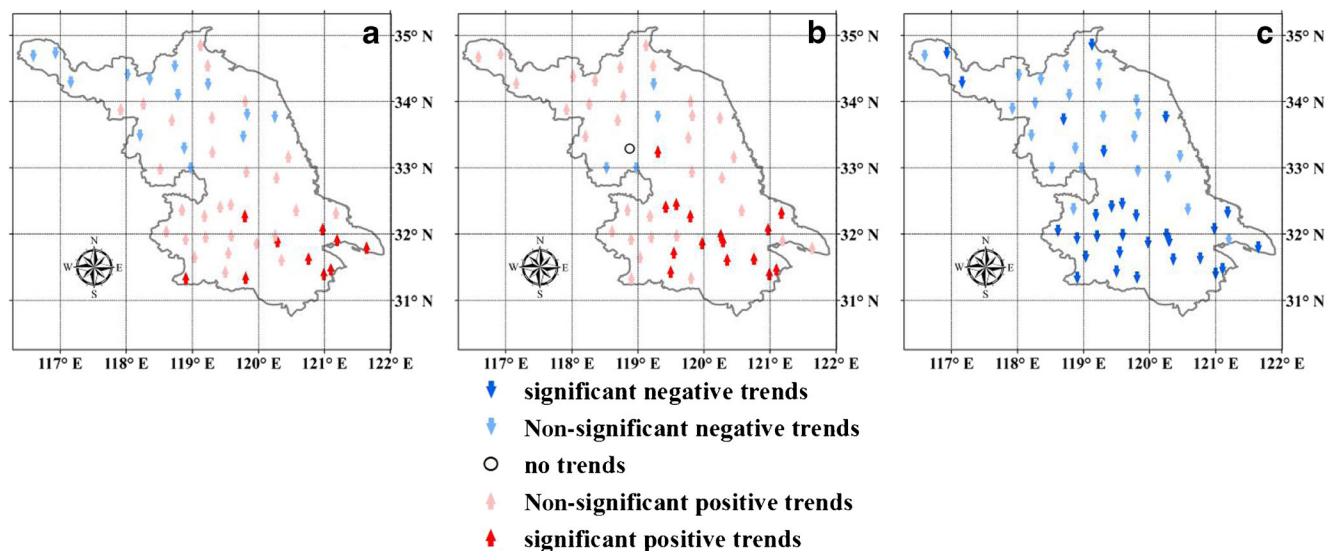 a
b
c
35° N
34° N
33° N
32° N
31° N
35° N
34° N
33° N
32° N
31° N
35° N
34° N
33° N
32° N
31° N
N
W E
S
N
W E
S
N
W E
S
117° E 118° E 119° E 120° E 121° E 122° E
117° E 118° E 119° E 120° E 121° E 122° E
117° E 118° E 119° E 120° E 121° E 122° E
significant negative trends
Non-significant negative trends
no trends
Non-significant positive trends
significant positive trends